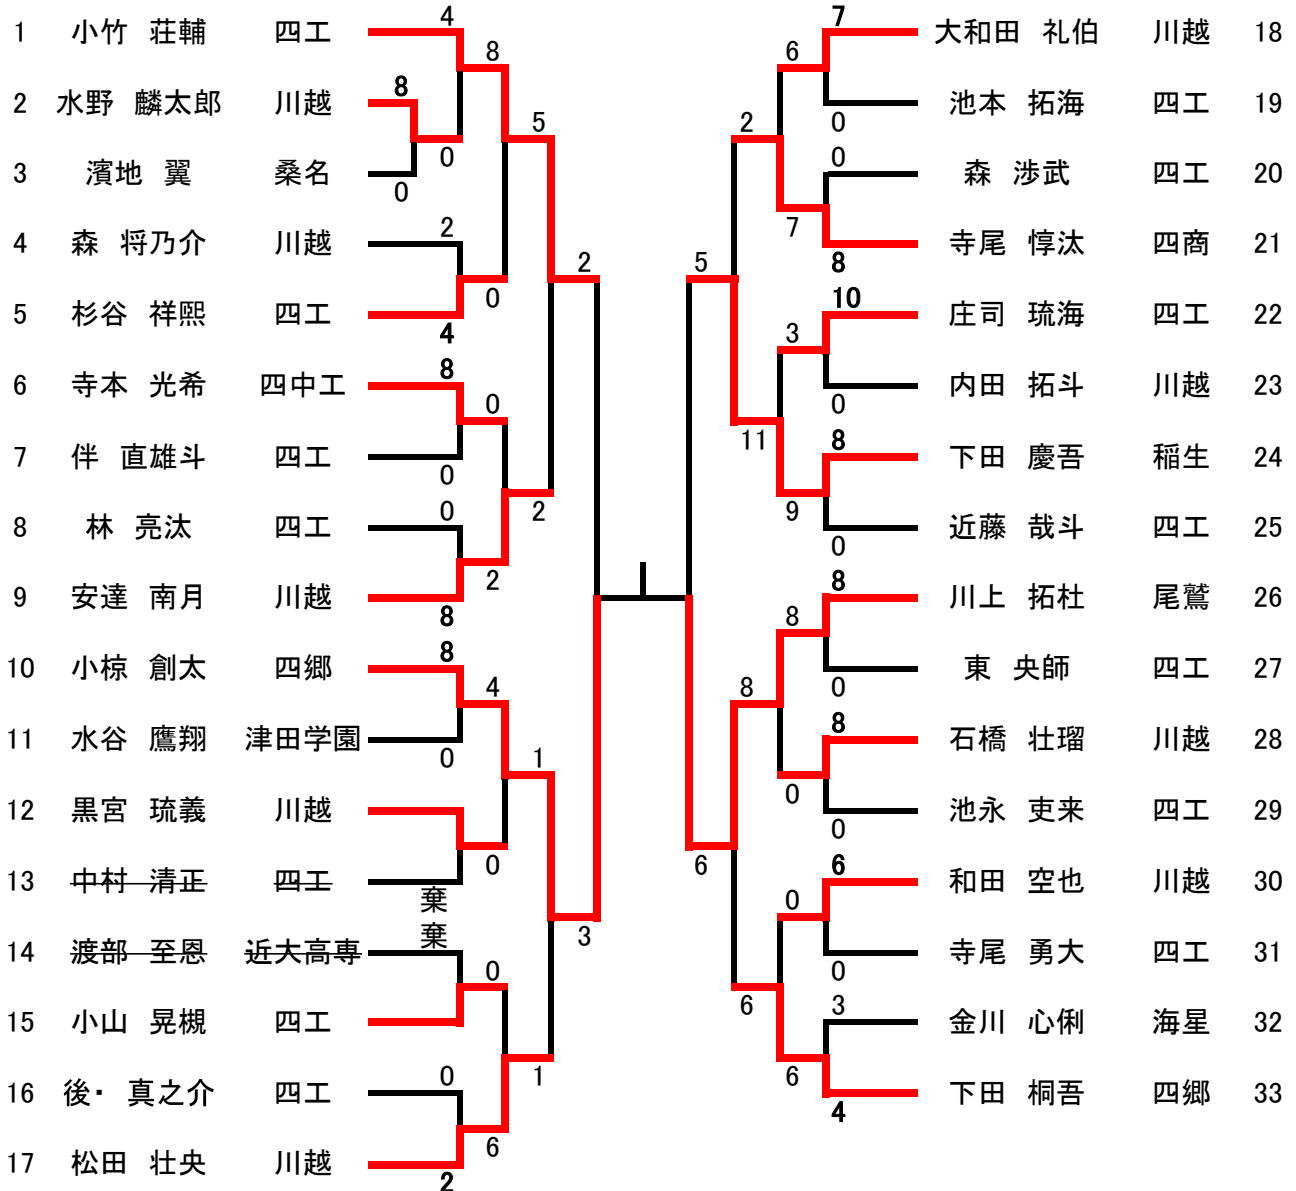 1 小竹 荘輔 四工
2 水野 麟太郎 川越
3 濱地 翼 桑名
4 森 将乃介 川越
5 杉谷 祥熙 四工
6 寺本 光希 四中工
7 伴 直雄斗 四工
8 林 亮汰 四工
9 安達 南月 川越
10 小椋 創太 四郷
11 水谷 鷹翔 津田学園
12 黒宮 琉義 川越
13 中村 清正 四工
14 渡部 至恩 近大高専
15 小山 晃槻 四工
16 後・ 真之介 四工
17 松田 壮央 川越
4
8
0
0
2
4
8
0
0
8
8
0
棄
棄
0
2
8
0
0
2
4
0
0
6
5
2
1
1
2
3
5
6
2
11
8
6
6
7
3
9
8
0
0
6
7
0
0
8
10
0
8
0
8
0
8
0
6
0
3
4
大和田 礼伯 川越 18
池本 拓海 四工 19
森 渉武 四工 20
寺尾 惇汰 四商 21
庄司 琉海 四工 22
内田 拓斗 川越 23
下田 慶吾 稲生 24
近藤 哉斗 四工 25
川上 拓杜 尾鷲 26
東 央師 四工 27
石橋 壮瑠 川越 28
池永 吏来 四工 29
和田 空也 川越 30
寺尾 勇大 四工 31
金川 心俐 海星 32
下田 桐吾 四郷 33